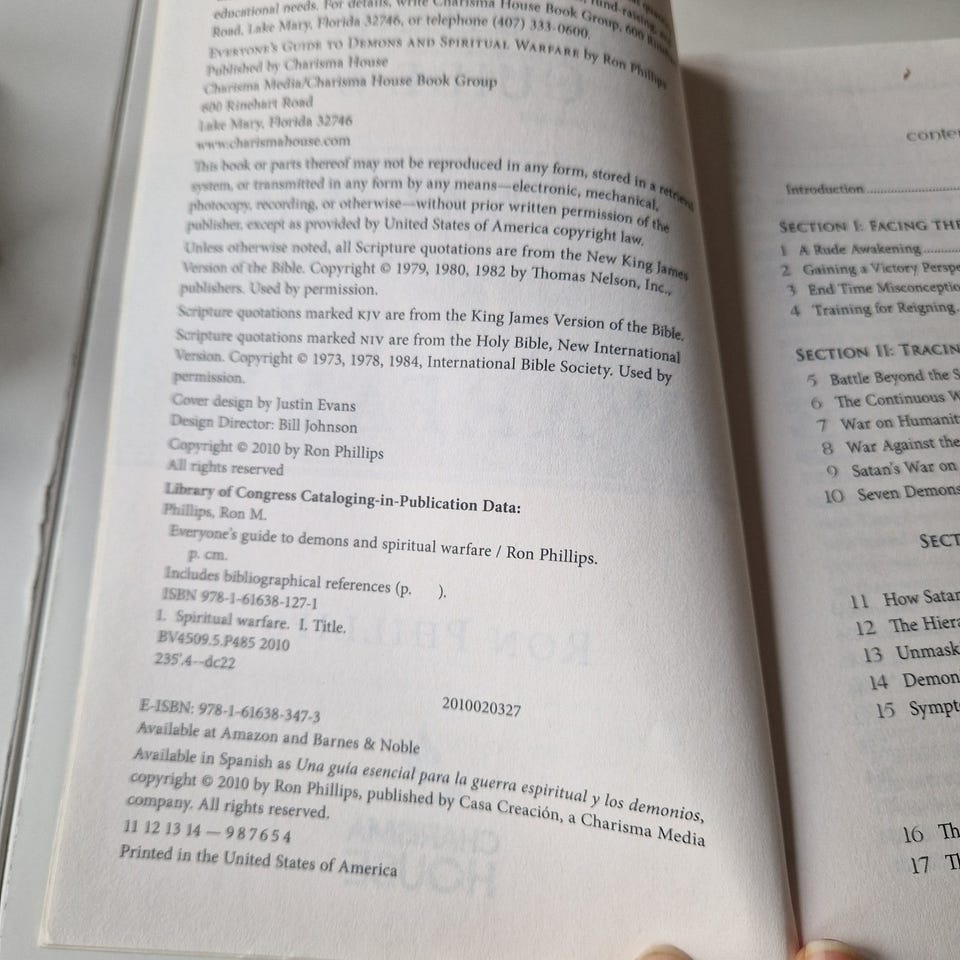 educational needs. For details, write Charisma House Book Group, 600 Rinehart
Road, Lake Mary, Florida 32746, or telephone (407) 333-0600.
EVERYONE'S GUIDE TO DEMONS AND SPIRITUAL WARFARE by Ron Phillips
Published by Charisma House
Charisma Media/Charisma House Book Group
600 Rinehart Road
Lake Mary, Florida 32746
www.charismahouse.com
This book or parts thereof may not be reproduced in any form, stored in a retrieval
system, or transmitted in any form by any means—electronic, mechanical,
photocopy, recording, or otherwise—without prior written permission of the
publisher, except as provided by United States of America copyright law.
Unless otherwise noted, all Scripture quotations are from the New King James
Version of the Bible. Copyright © 1979, 1980, 1982 by Thomas Nelson, Inc.,
publishers. Used by permission.
Scripture quotations marked KJV are from the King James Version of the Bible.
Scripture quotations marked NIV are from the Holy Bible, New International
Version. Copyright © 1973, 1978, 1984, International Bible Society. Used by
permission.
Cover design by Justin Evans
Design Director: Bill Johnson
Copyright © 2010 by Ron Phillips
All rights reserved
Library of Congress Cataloging-in-Publication Data:
Phillips, Ron M.
Everyone's guide to demons and spiritual warfare / Ron Phillips.
p. cm.
Includes bibliographical references (p. ).
ISBN 978-1-61638-127-1
1. Spiritual warfare. I. Title.
BV4509.5.P485 2010
235'.4--dc22
2010020327
E-ISBN: 978-1-61638-347-3
Available at Amazon and Barnes & Noble
Available in Spanish as Una guía esencial para la guerra espiritual y los demonios,
copyright © 2010 by Ron Phillips, published by Casa Creación, a Charisma Media
company. All rights reserved.
11 12 13 14 — 9 8 7 6 5 4
Printed in the United States of America
conte
Introduction
SECTION I: FACING THE
1 A Rude Awakening
2 Gaining a Victory Perspe
3 End Time Misconceptio
4 Training for Reigning
SECTION II: TRACIN
5 Battle Beyond the S
6 The Continuous W
7 War on Humanit
8 War Against the
9 Satan's War on
10 Seven Demons
SECT
11 How Satan
12 The Hiera
13 Unmask
14 Demon
15 Sympt
16 Th
17 T